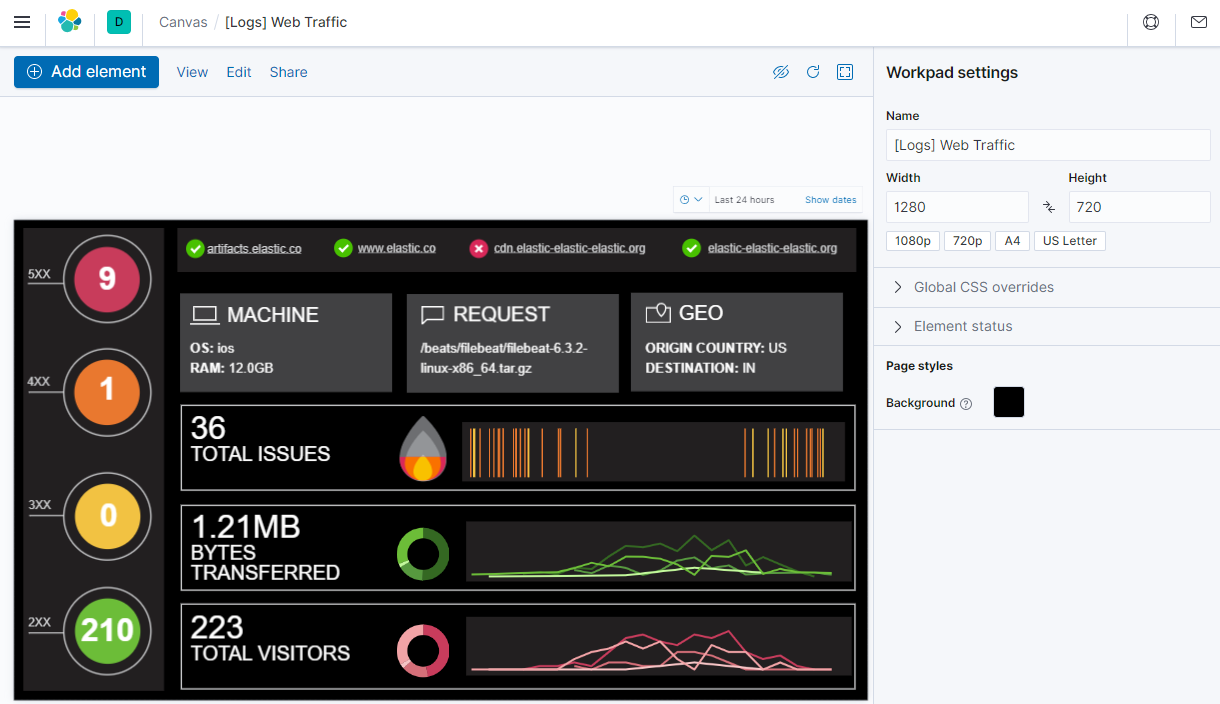 D
Canvas / [Logs] Web Traffic
Add element
View
Edit
Share
Last 24 hours
Show dates
5XX
9
4XX
1
3XX
0
2XX
210
artifacts.elastic.co
www.elastic.co
cdn.elastic-elastic-elastic.org
elastic-elastic-elastic.org
MACHINE
OS: ios
RAM: 12.0GB
REQUEST
/beats/filebeat/filebeat-6.3.2-
linux-x86_64.tar.gz
GEO
ORIGIN COUNTRY: US
DESTINATION: IN
36
TOTAL ISSUES
1.21MB
BYTES
TRANSFERRED
223
TOTAL VISITORS
Workpad settings
Name
[Logs] Web Traffic
Width
Height
1280
720
1080p
720p
A4
US Letter
Global CSS overrides
Element status
Page styles
Background